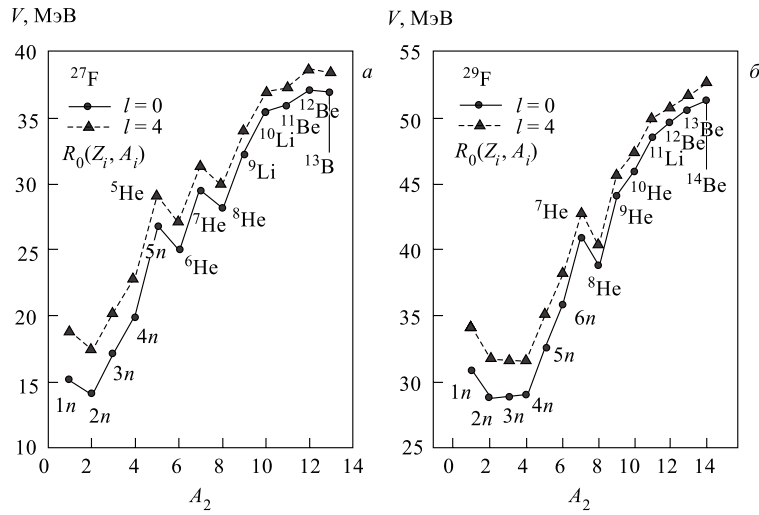 V, МэВ
40
35
30
25
20
15
10
0 2 4 6 8 10 12 14
A₂
а
²⁷F
l = 0
l = 4
R₀(Zᵢ, Aᵢ)
1n
2n
3n
4n
5n
⁵He
⁶He
⁷He
⁸He
⁹Li
¹⁰Li
¹¹Be
¹²Be
¹³B
V, МэВ
55
50
45
40
35
30
25
0 2 4 6 8 10 12 14
A₂
б
²⁹F
l = 0
l = 4
R₀(Zᵢ, Aᵢ)
1n
2n
3n
4n
5n
6n
⁷He
⁸He
⁹He
¹⁰He
¹¹Li
¹²Be
¹³Be
¹⁴Be